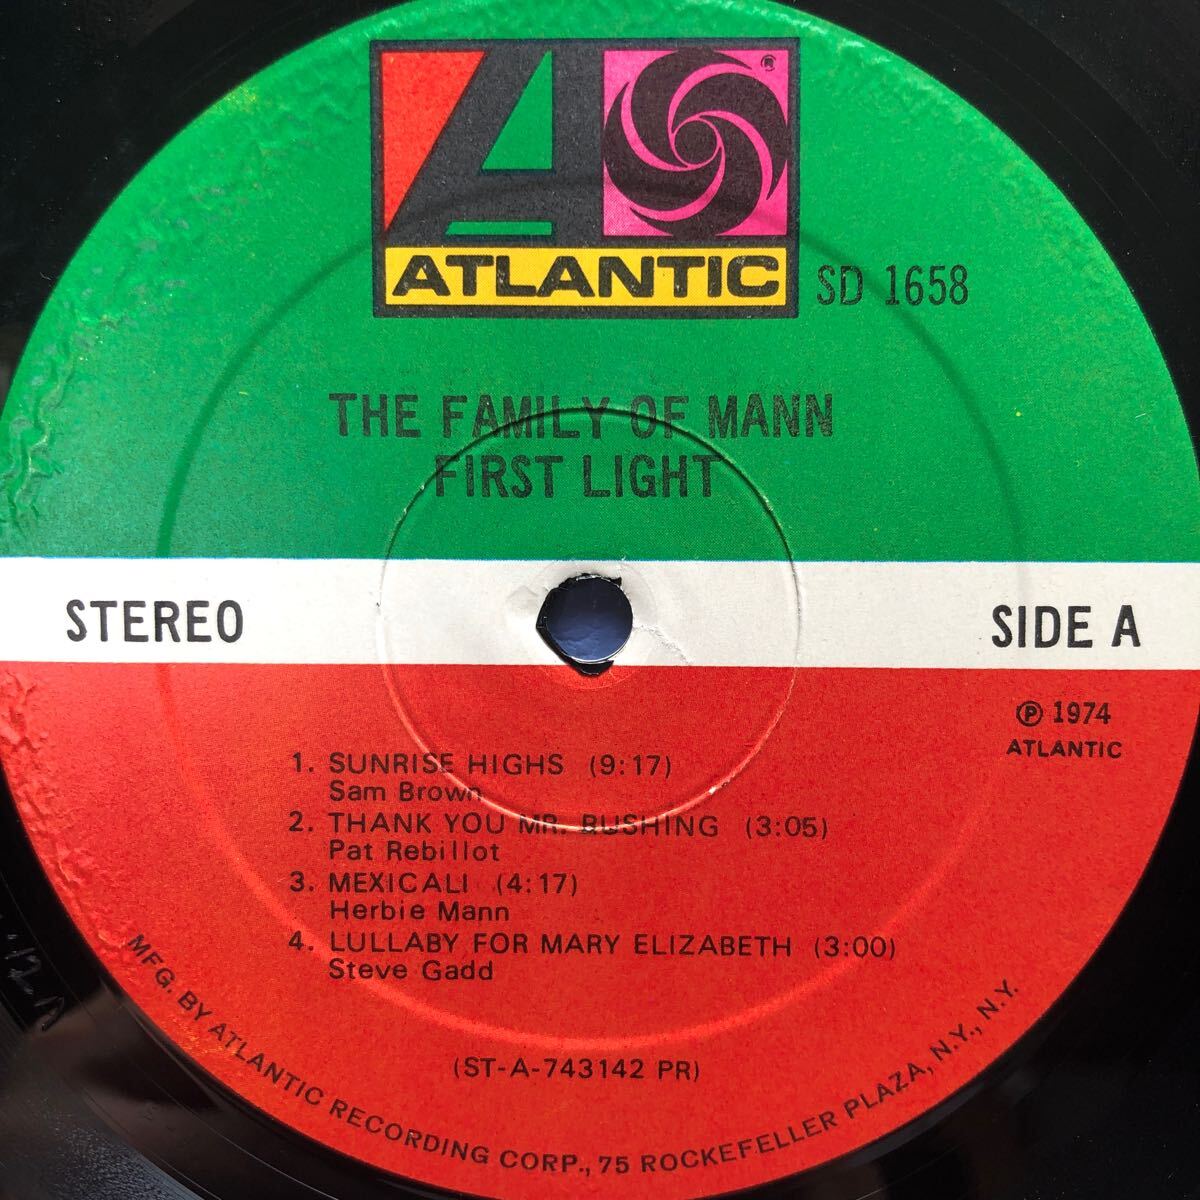 ATLANTIC
®
SD 1658
THE FAMILY OF MANN
FIRST LIGHT
STEREO
SIDE A
℗ 1974
ATLANTIC
1. SUNRISE HIGHS (9:17)
Sam Brown
2. THANK YOU MR. RUSHING (3:05)
Pat Rebillot
3. MEXICALI (4:17)
Herbie Mann
4. LULLABY FOR MARY ELIZABETH (3:00)
Steve Gadd
(ST-A-743142 PR)
MFG. BY ATLANTIC RECORDING CORP., 75 ROCKEFELLER PLAZA, N.Y., N.Y.